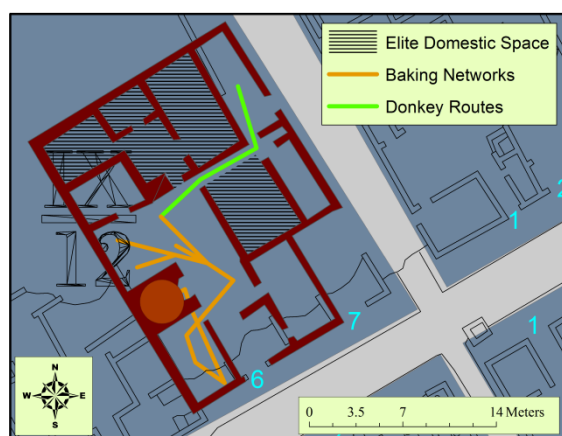 Elite Domestic Space
Baking Networks
Donkey Routes
IX
12
1
2
7
1
6
N
W E
S
0 3.5 7 14 Meters